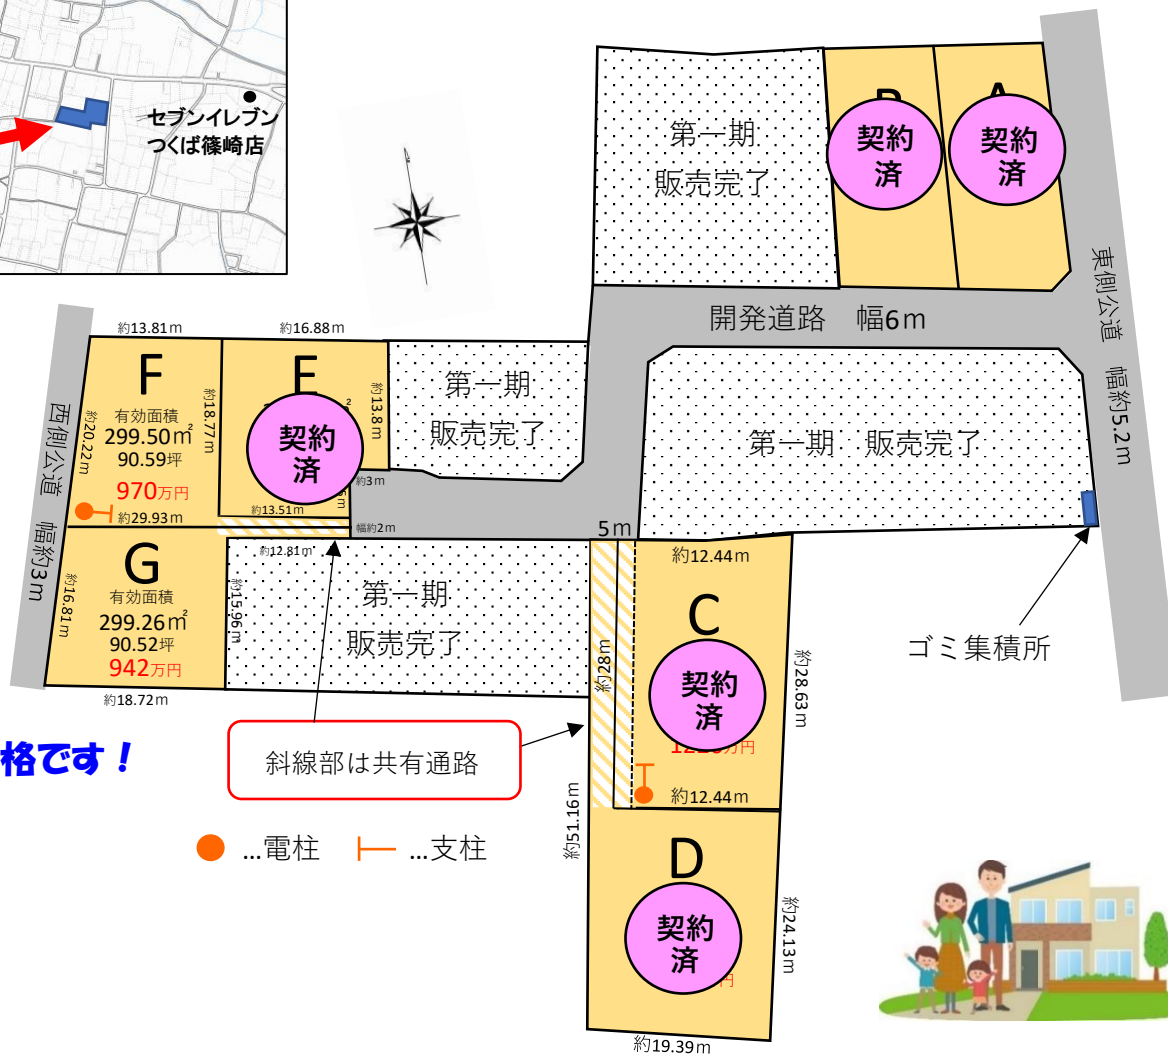 セブンイレブン
つくば篠崎店
第一期
販売完了
契約
済
契約
済
東側公道 幅約5.2m
開発道路 幅6m
約13.81m
約16.88m
F
有効面積
299.50㎡
90.59坪
970万円
約20.22m
約18.77m
約29.93m
E
契約
済
約13.8m
約3m
約13.51m
幅約2m
約12.81m
第一期
販売完了
第一期 販売完了
西側公道 幅約3m
G
有効面積
299.26㎡
90.52坪
942万円
約16.81m
約15.96m
約18.72m
第一期
販売完了
5m
約12.44m
C
契約
済
万円
約28m
約28.63m
約12.44m
ゴミ集積所
格です!
斜線部は共有通路
約51.16m
●…電柱 ├─…支柱
D
契約
済
円
約24.13m
約19.39m